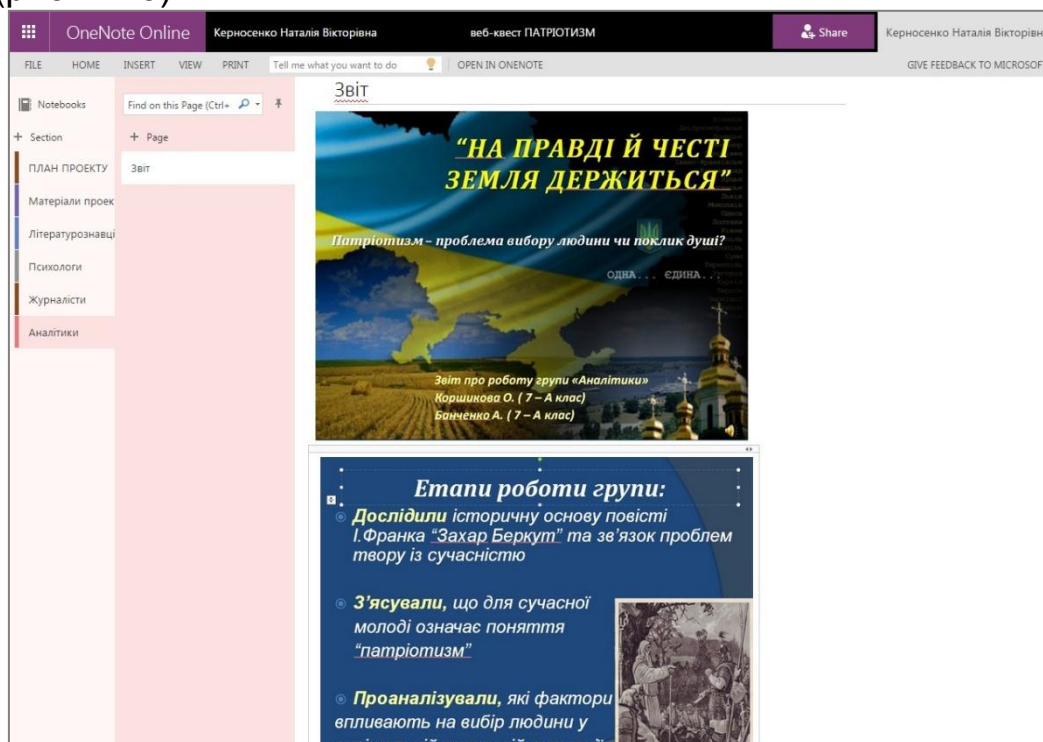 OneNote Online
Керносенко Наталія Вікторівна
веб-квест ПАТРІОТИЗМ
Share
Керносенко Наталія Вікторівн
FILE HOME INSERT VIEW PRINT Tell me what you want to do OPEN IN ONENOTE GIVE FEEDBACK TO MICROSOF
Notebooks
Find on this Page (Ctrl+
+ Section
+ Page
ПЛАН ПРОЕКТУ
Матеріали проек
Літературознавці
Психологи
Журналісти
Аналітики
Звіт
Звіт
“НА ПРАВДІ Й ЧЕСТІ
ЗЕМЛЯ ДЕРЖИТЬСЯ”
Патріотизм – проблема вибору людини чи поклик душі?
ОДНА... ЄДИНА...
Звіт про роботу групи «Аналітики»
Коршикова О. ( 7 – А клас)
Банченко А. ( 7 – А клас)
Етапи роботи групи:
Дослідили історичну основу повісті
І.Франка “Захар Беркут” та зв’язок проблем
твору із сучасністю
З’ясували, що для сучасної
молоді означає поняття
“патріотизм”
Проаналізували, які фактори
впливають на вибір людини у